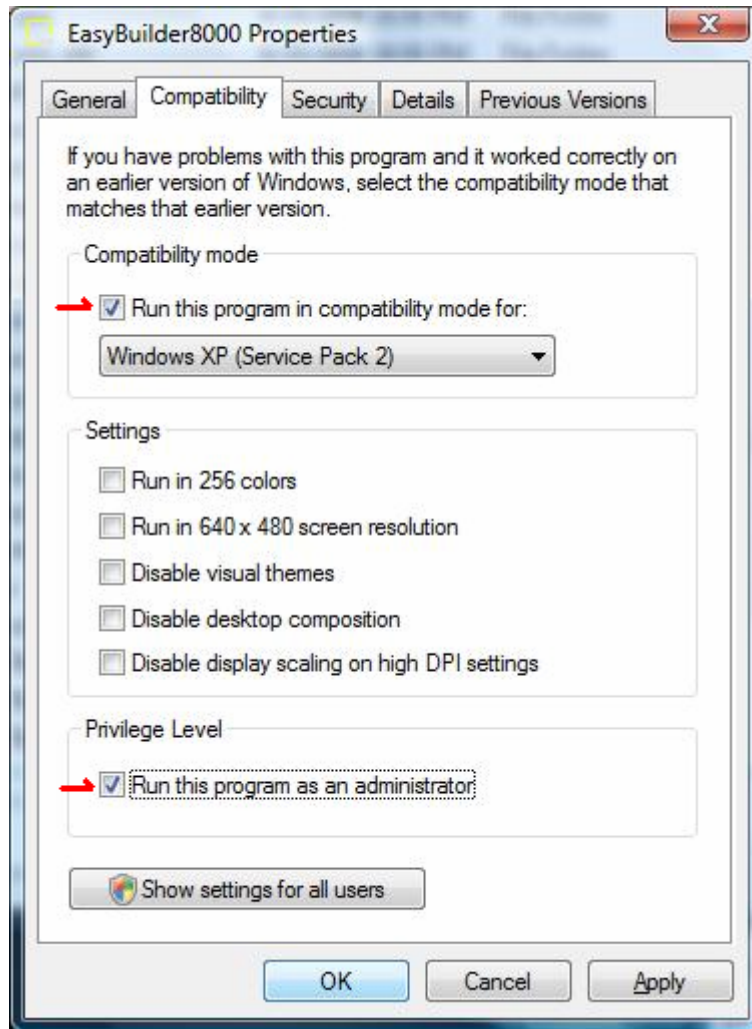 EasyBuilder8000 Properties
General Compatibility Security Details Previous Versions
If you have problems with this program and it worked correctly on
an earlier version of Windows, select the compatibility mode that
matches that earlier version.
Compatibility mode
Run this program in compatibility mode for:
Windows XP (Service Pack 2)
Settings
Run in 256 colors
Run in 640 x 480 screen resolution
Disable visual themes
Disable desktop composition
Disable display scaling on high DPI settings
Privilege Level
Run this program as an administrator
Show settings for all users
OK Cancel Apply